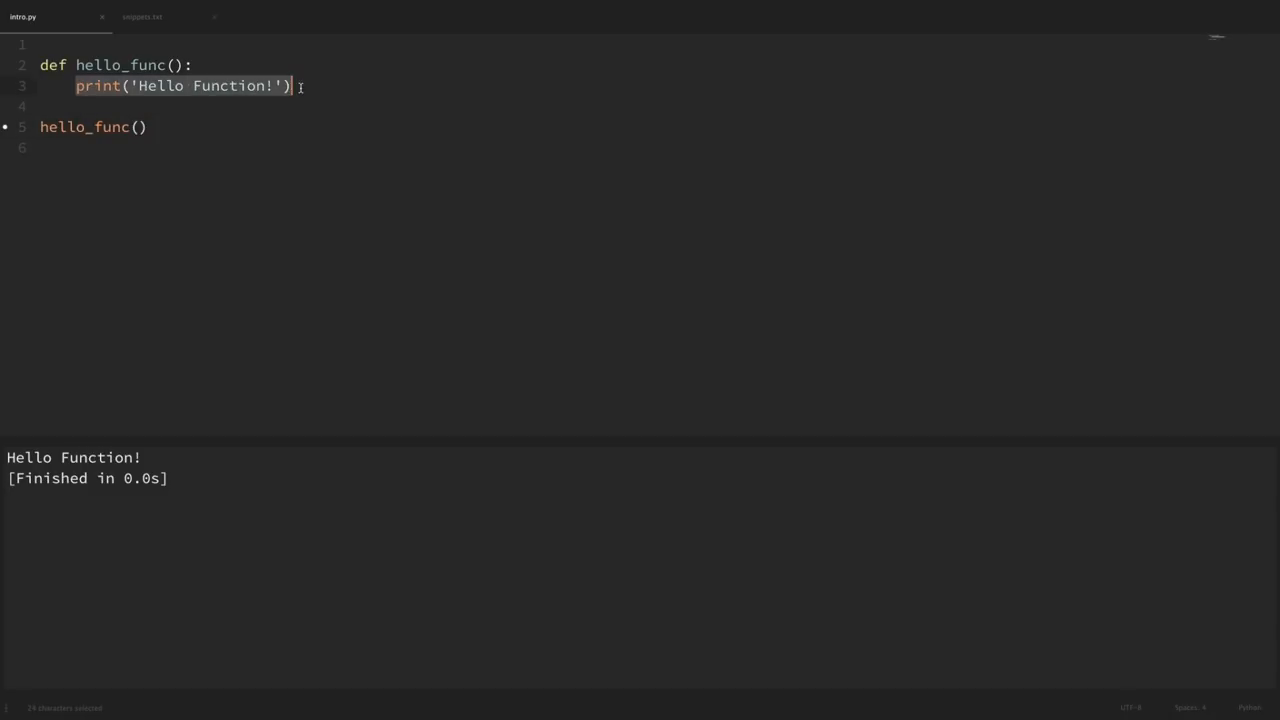 intro.py × snippets.txt ×
1
2 def hello_func():
3     print('Hello Function!')
4
5 hello_func()
6
Hello Function!
[Finished in 0.0s]
24 characters selected UTF-8 Spaces: 4 Python